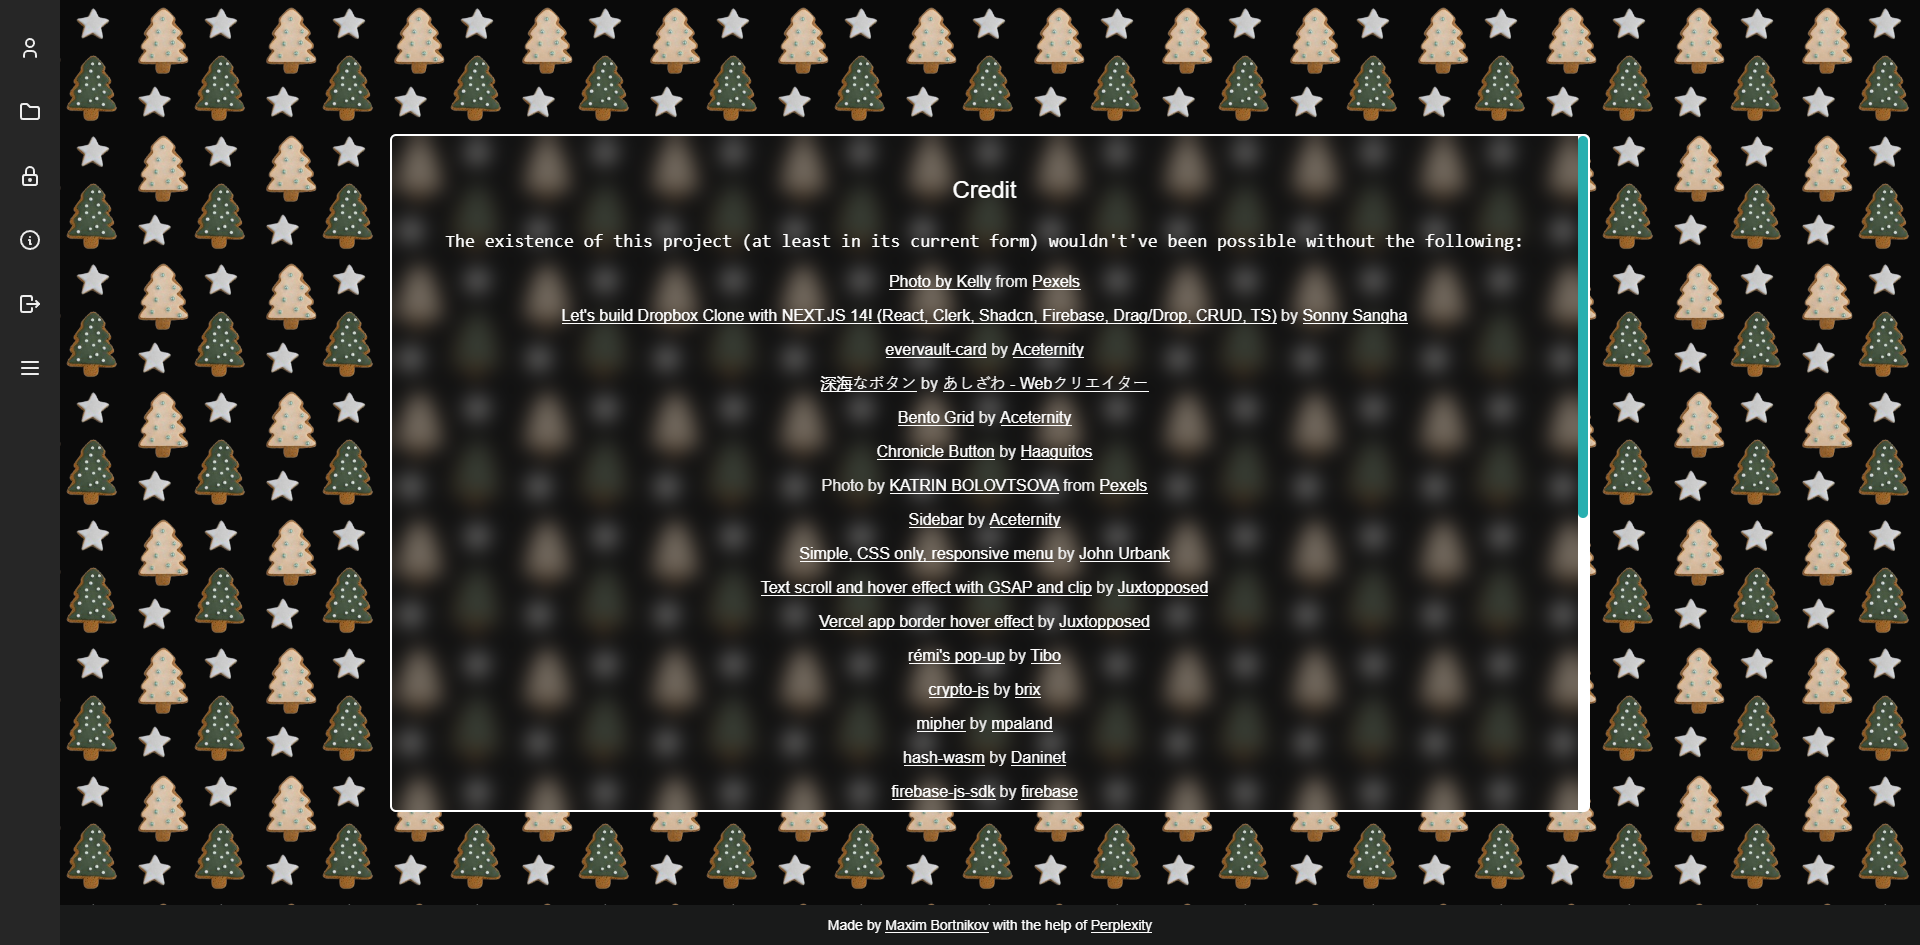 Credit
The existence of this project (at least in its current form) wouldn't've been possible without the following:
Photo by Kelly from Pexels
Let's build Dropbox Clone with NEXT.JS 14! (React, Clerk, Shadcn, Firebase, Drag/Drop, CRUD, TS) by Sonny Sangha
evervault-card by Aceternity
深海なボタン by あしざわ - Webクリエイター
Bento Grid by Aceternity
Chronicle Button by Haaguitos
Photo by KATRIN BOLOVTSOVA from Pexels
Sidebar by Aceternity
Simple, CSS only, responsive menu by John Urbank
Text scroll and hover effect with GSAP and clip by Juxtopposed
Vercel app border hover effect by Juxtopposed
rémi's pop-up by Tibo
crypto-js by brix
mipher by mpaland
hash-wasm by Daninet
firebase-js-sdk by firebase
Made by Maxim Bortnikov with the help of Perplexity